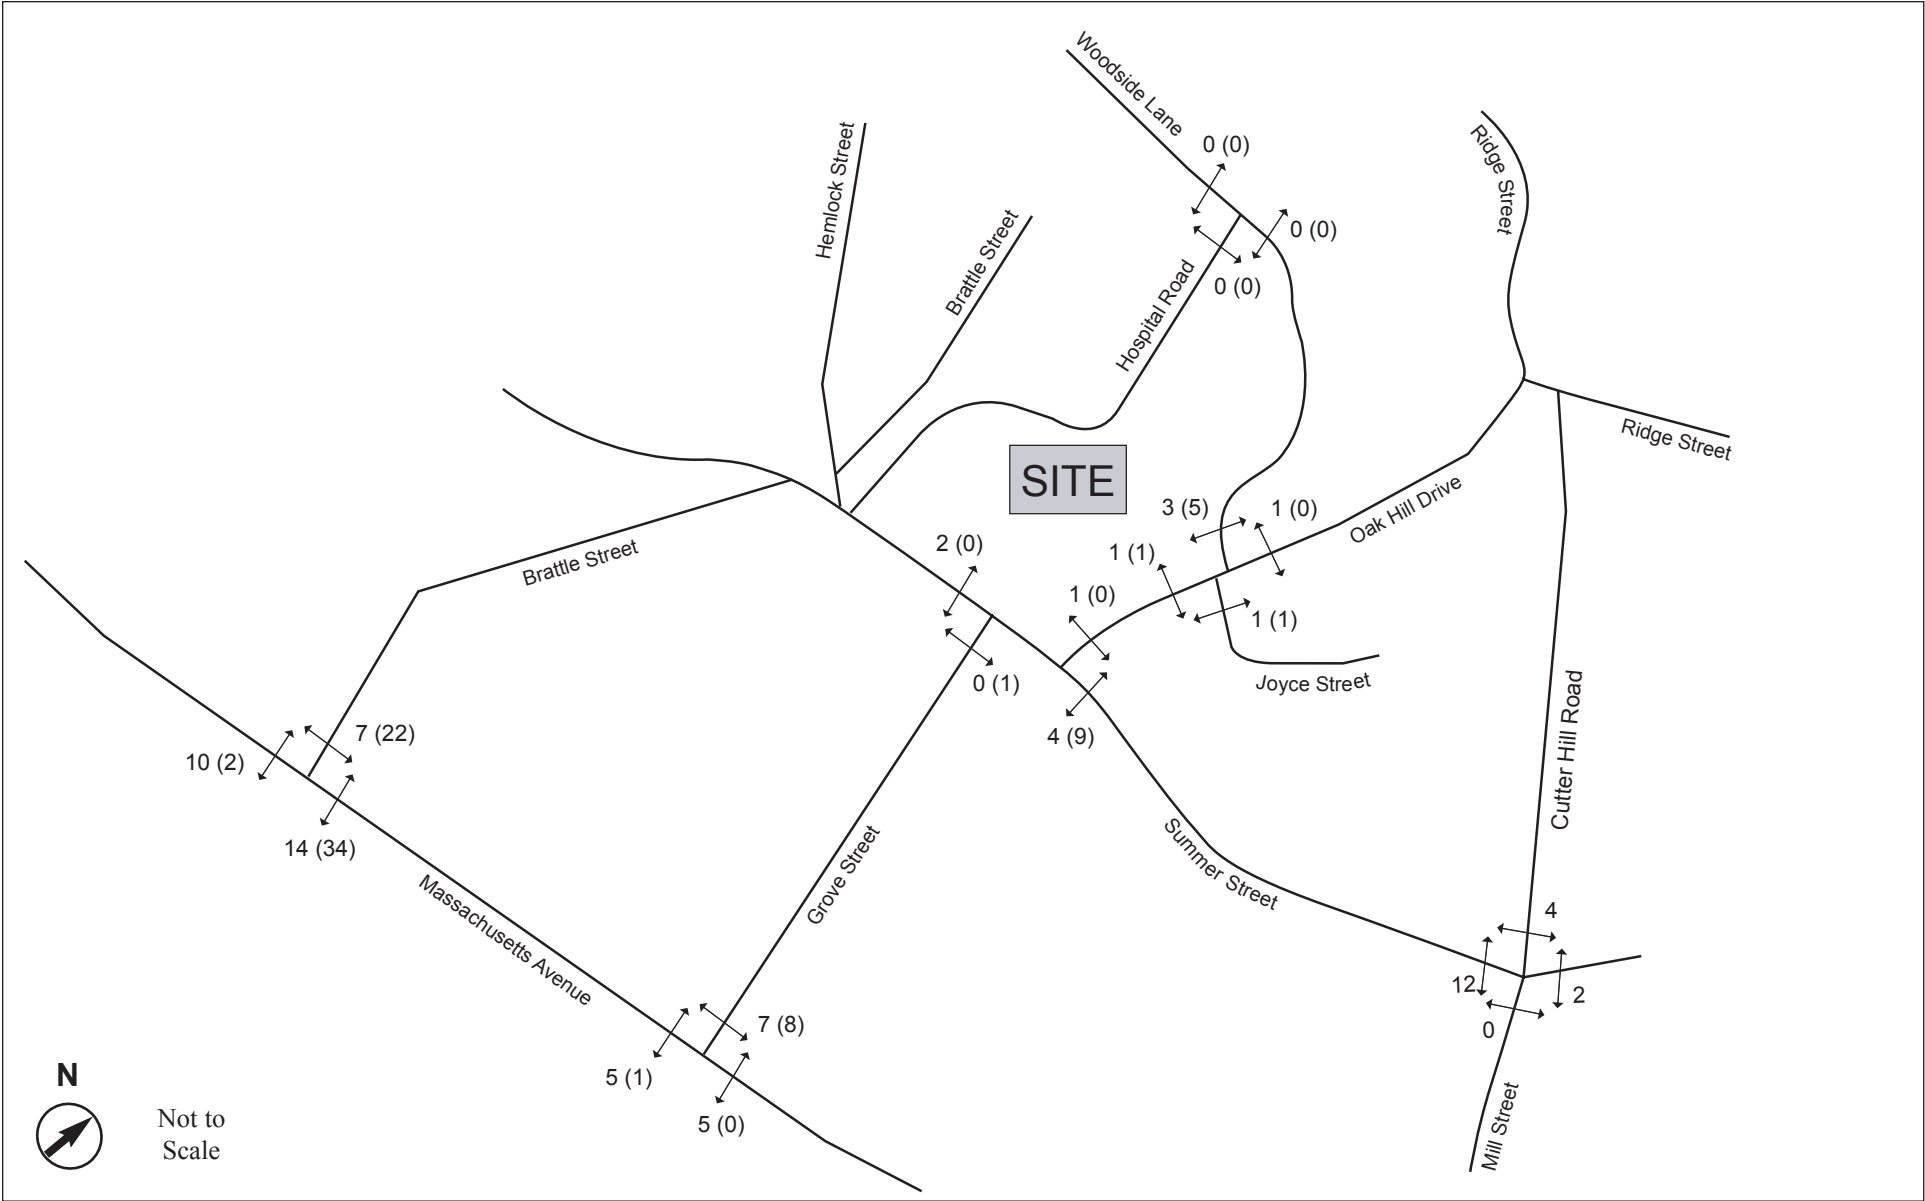 Woodside Lane
Ridge Street
Hemlock Street
0 (0)
Brattle Street
0 (0)
0 (0)
Hospital Road
Ridge Street
SITE
3 (5)
1 (0)
Oak Hill Drive
2 (0)
1 (1)
Brattle Street
1 (0)
1 (1)
0 (1)
Joyce Street
4 (9)
7 (22)
10 (2)
Cutter Hill Road
14 (34)
Grove Street
Summer Street
Massachusetts Avenue
4
12
2
0
7 (8)
5 (1)
5 (0)
Mill Street
N
Not to
Scale